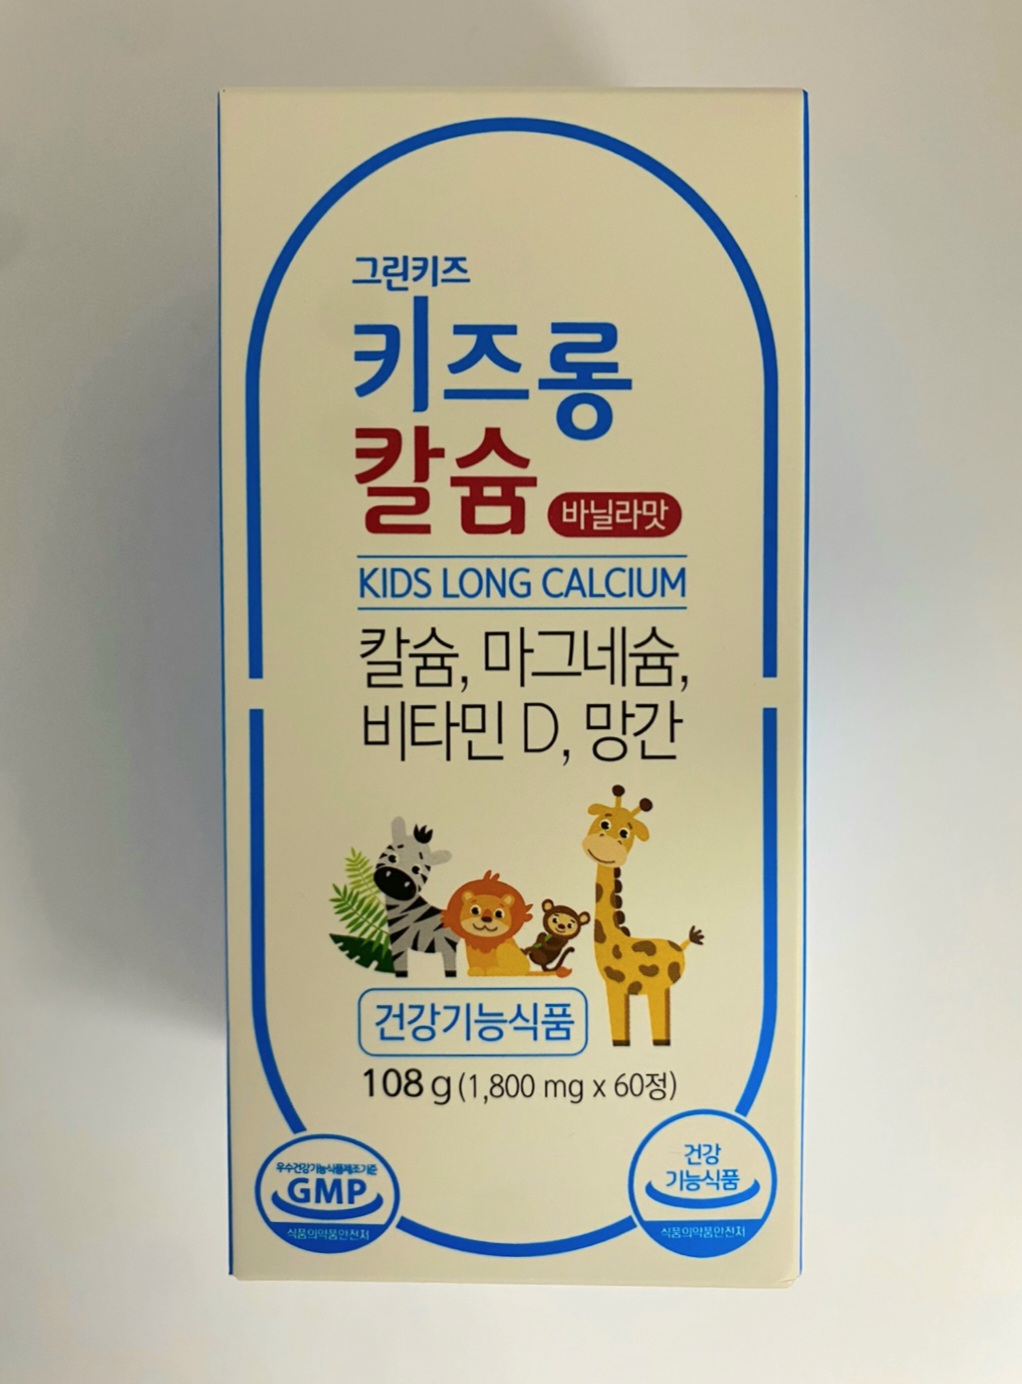 그린키즈
키즈롱
칼슘 바닐라맛
KIDS LONG CALCIUM
칼슘, 마그네슘,
비타민 D, 망간
건강기능식품
108 g (1,800 mg x 60정)
우수건강기능식품제조기준
GMP
식품의약품안전처
건강
기능식품
식품의약품안전처